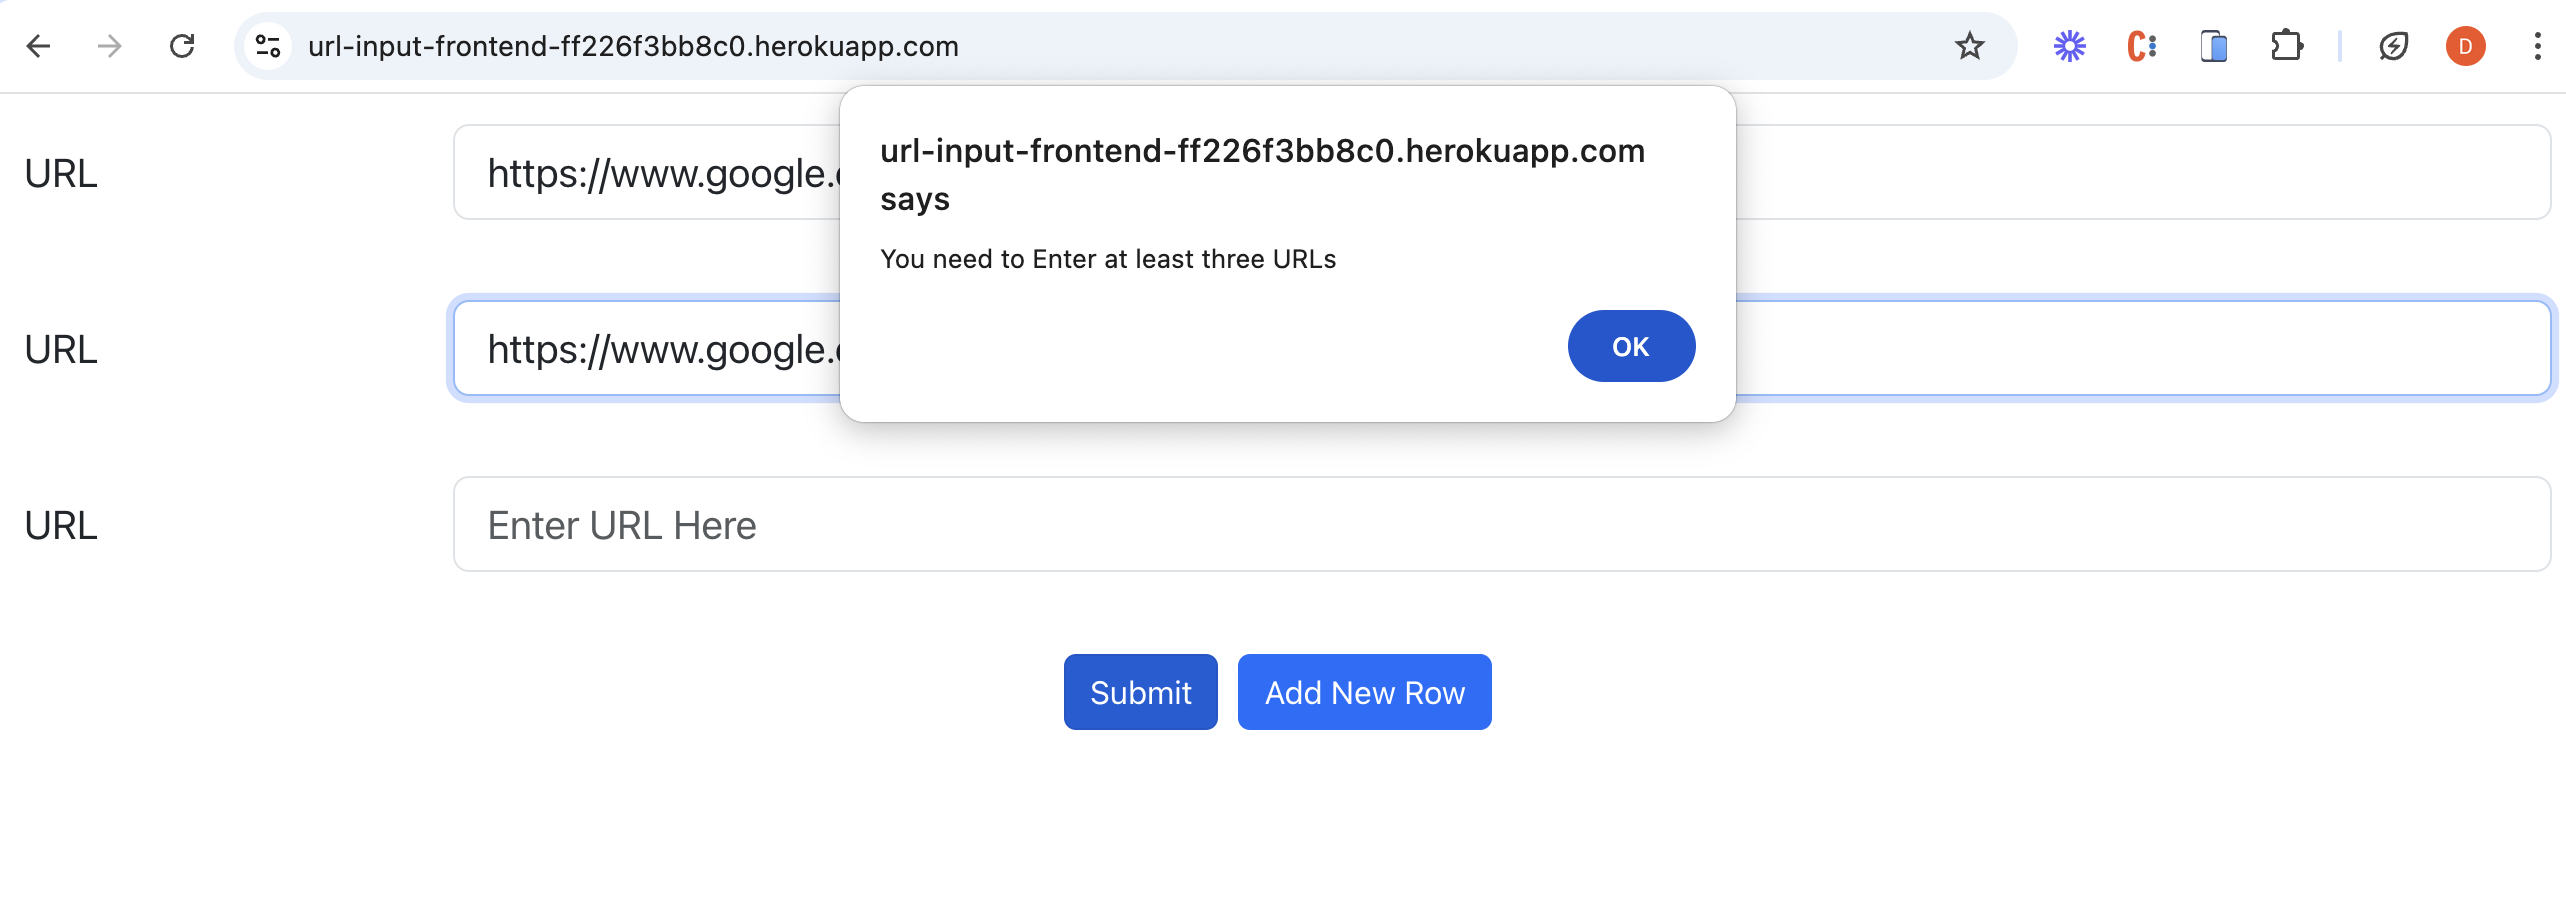 url-input-frontend-ff226f3bb8c0.herokuapp.com
D
url-input-frontend-ff226f3bb8c0.herokuapp.com
says
You need to Enter at least three URLs
OK
URL https://www.google.
URL https://www.google.
URL Enter URL Here
Submit Add New Row